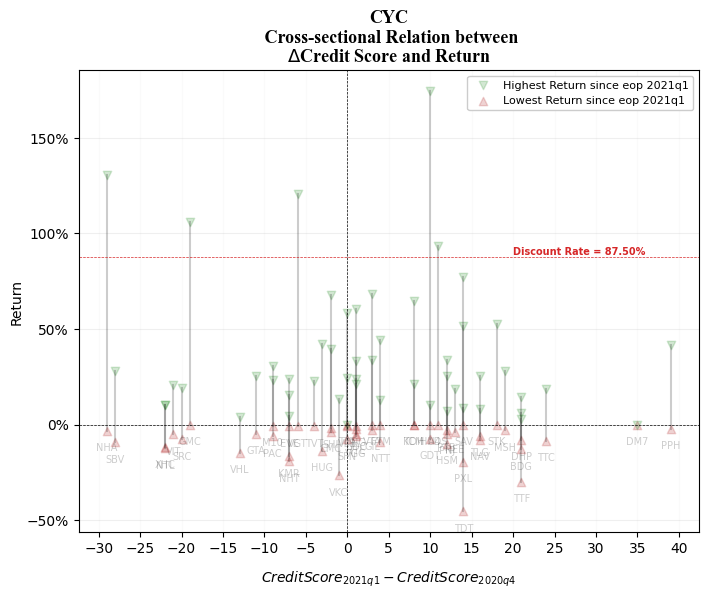 CYC
Cross-sectional Relation between
ΔCredit Score and Return
Highest Return since eop 2021q1
Lowest Return since eop 2021q1
150%
100%
Discount Rate = 87.50%
50%
0%
−50%
Return
NHA
SBV
VHL
GTA
PAC
KMR
NHT
HUG
VKC
NTT
HSM
PXL
TDT
NAV
STK
MSH
DHP
BDG
TTF
TTC
DM7
PPH
SRC
−30 −25 −20 −15 −10 −5 0 5 10 15 20 25 30 35 40
CreditScore2021q1 − CreditScore2020q4